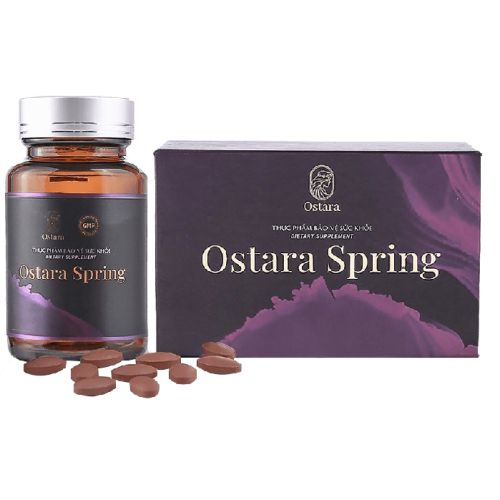 Ostara
GMP
THỰC PHẨM BẢO VỆ SỨC KHỎE
DIETARY SUPPLEMENT
Ostara Spring
Ostara
THỰC PHẨM BẢO VỆ SỨC KHỎE
DIETARY SUPPLEMENT
Ostara Spring